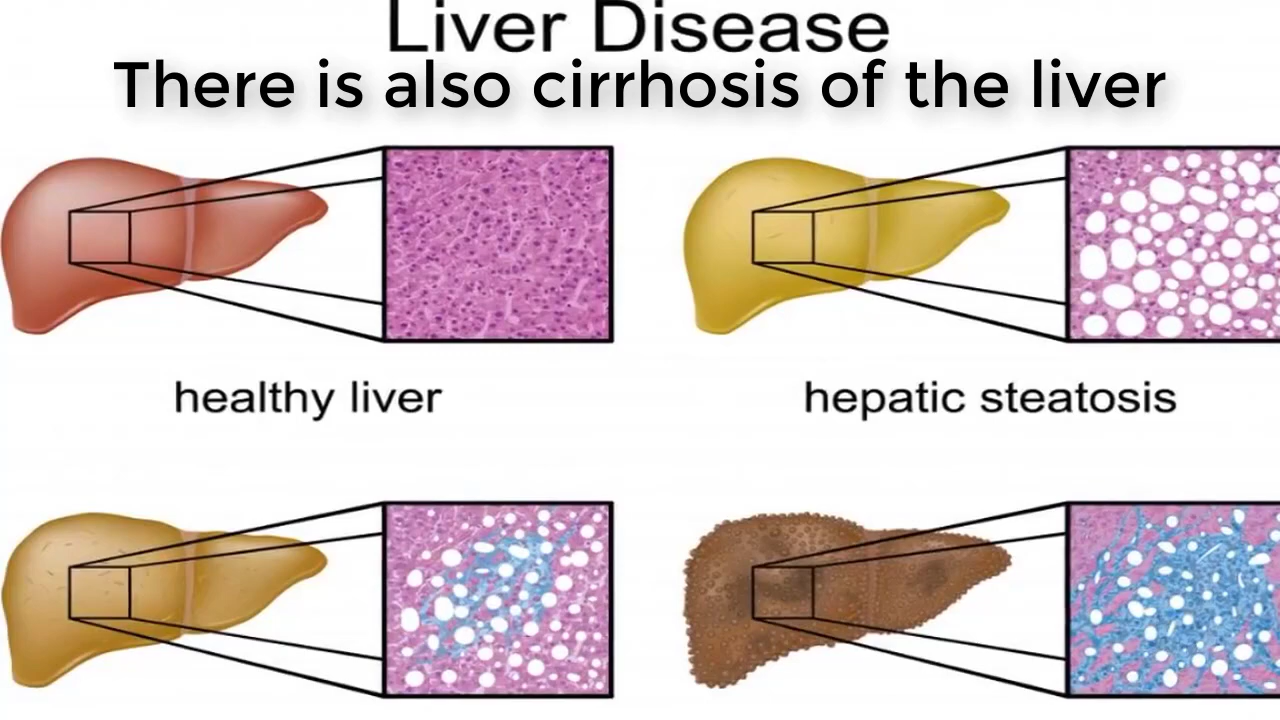 Liver Disease
There is also cirrhosis of the liver
healthy liver
hepatic steatosis